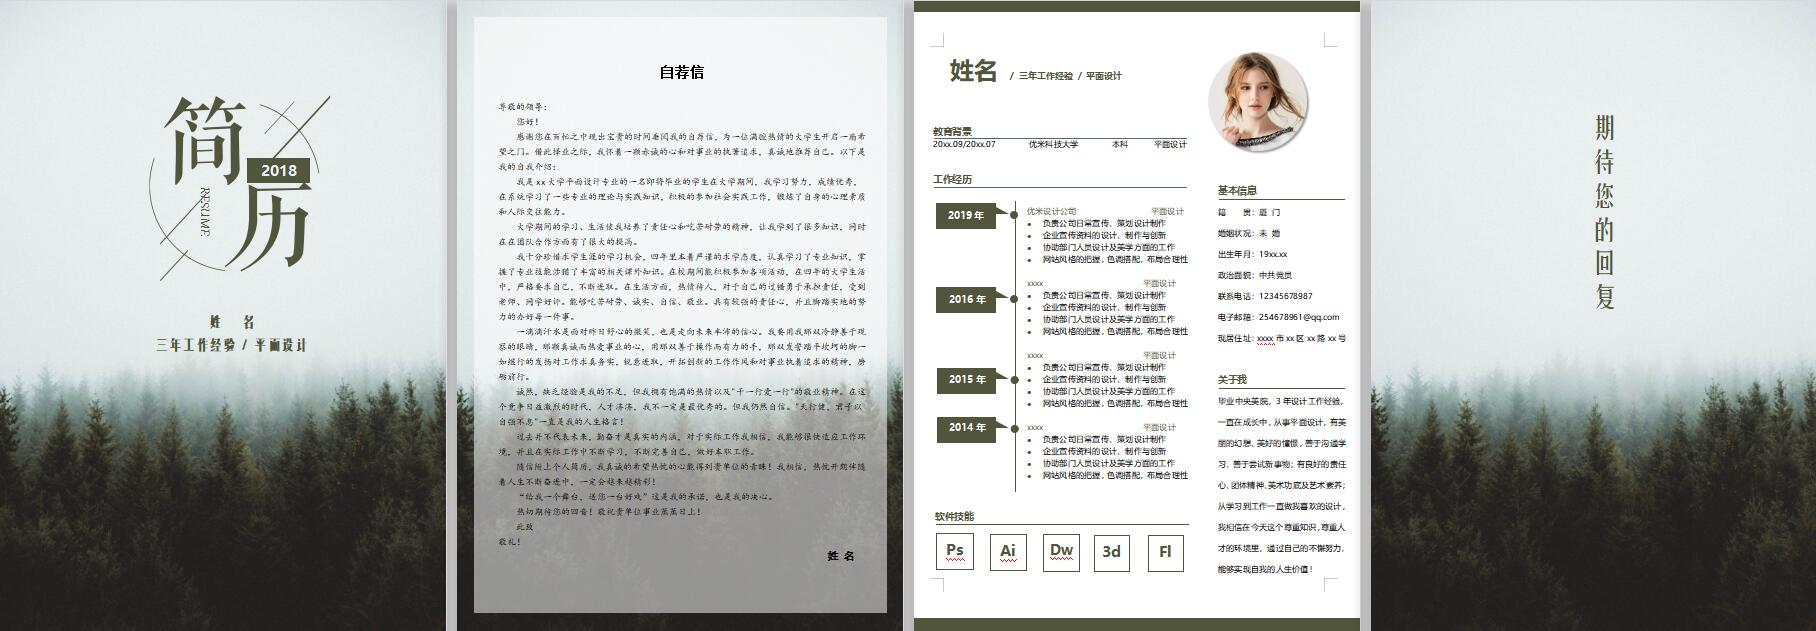 简
2018
历
RESUME
姓 名
三年工作经验 / 平面设计
自荐信
尊敬的领导：
您好！
感谢您在百忙之中现出宝贵的时间垂阅我的自荐信，为一位满腔热情的大学生开启一扇希
望之门。借此择业之际，我怀着一颗赤诚的心和对事业的执著追求，真诚地推荐自己。以下是
我的自我介绍：
我是 xx 大学平面设计专业的一名即将毕业的学生在大学期间，我学习努力，成绩优秀，
在系统学习了一些专业的理论与实践知识，积极的参加社会实践工作，锻炼了自身的心理素质
和人际交往能力。
大学期间的学习、生活使我培养了责任心和吃苦耐劳的精神，让我学到了很多知识，同时
在在团队合作方面有了很大的提高。
我十分珍惜求学生涯的学习机会，四年里本着严谨的求学态度，认真学习了专业知识，掌
握了专业技能涉猎了丰富的相关课外知识。在校期间能积极参加各项活动，在四年的大学生活
中，严格要求自己，不断进取。在生活方面，热情待人，对于自己的过错勇于承担责任，受到
老师、同学好评。能够吃苦耐劳、诚实、自信、敬业。具有较强的责任心，并且脚踏实地的努
力的办好每一件事。
一滴滴汗水是面对昨日舒心的微笑，也是走向未来丰沛的信心。我要用我那双冷静善于观
察的眼睛，那颗真诚而热爱事业的心，用那双善于操作而有力的手，那双发誓踏平坎坷的脚一
如继行的发扬对工作求真务实，锐意进取，开拓创新的工作作风和对事业执着追求的精神，磨
砺前行。
诚然，缺乏经验是我的不足，但我拥有饱满的热情以及“干一行爱一行”的敬业精神。在这
个竞争日益激烈的时代，人才济济，我不一定是最优秀的。但我仍然自信。“天行健，君子以
自强不息”一直是我的人生格言！
过去并不代表未来，勤奋才是真实的内涵，对于实际工作我相信，我能够很快适应工作环
境，并且在实际工作中不断学习，不断完善自己，做好本职工作。
随信附上个人简历，我真诚的希望热忱的心能得到贵单位的青睐！我相信，热忱开朗伴随
着人生不断奋进中，一定会越来越精彩！
“给我一个舞台，送您一台好戏”这是我的承诺，也是我的决心。
热切期待您的回音！敬祝贵单位事业蒸蒸日上！
此致
敬礼！
姓 名
姓名 / 三年工作经验 / 平面设计
教育背景
20xx.09/20xx.07 优米科技大学 本科 平面设计
工作经历
2019 年
优米设计公司 平面设计
• 负责公司日常宣传、策划设计制作
• 企业宣传资料的设计、制作与创新
• 协助部门人员设计及美学方面的工作
• 网站风格的把握，色调搭配，布局合理性
2016 年
xxxx 平面设计
• 负责公司日常宣传、策划设计制作
• 企业宣传资料的设计、制作与创新
• 协助部门人员设计及美学方面的工作
• 网站风格的把握，色调搭配，布局合理性
2015 年
xxxx 平面设计
• 负责公司日常宣传、策划设计制作
• 企业宣传资料的设计、制作与创新
• 协助部门人员设计及美学方面的工作
• 网站风格的把握，色调搭配，布局合理性
2014 年
xxxx 平面设计
• 负责公司日常宣传、策划设计制作
• 企业宣传资料的设计、制作与创新
• 协助部门人员设计及美学方面的工作
• 网站风格的把握，色调搭配，布局合理性
软件技能
Ps Ai Dw 3d Fl
基本信息
籍 贯：厦 门
婚姻状况：未 婚
出生年月：19xx.xx
政治面貌：中共党员
联系电话：12345678987
电子邮箱：254678961@qq.com
现居住址：xxxx 市 xx 区 xx 路 xx 号
关于我
毕业中央美院，3 年设计工作经验，
一直在成长中，从事平面设计，有美
丽的幻想、美好的憧憬，善于沟通学
习、善于尝试新事物；有良好的责任
心、团体精神、美术功底及艺术素养；
从学习到工作一直做我喜欢的设计，
我相信在今天这个尊重知识，尊重人
才的环境里，通过自己的不懈努力，
能够实现自我的人生价值！
期待您的回复